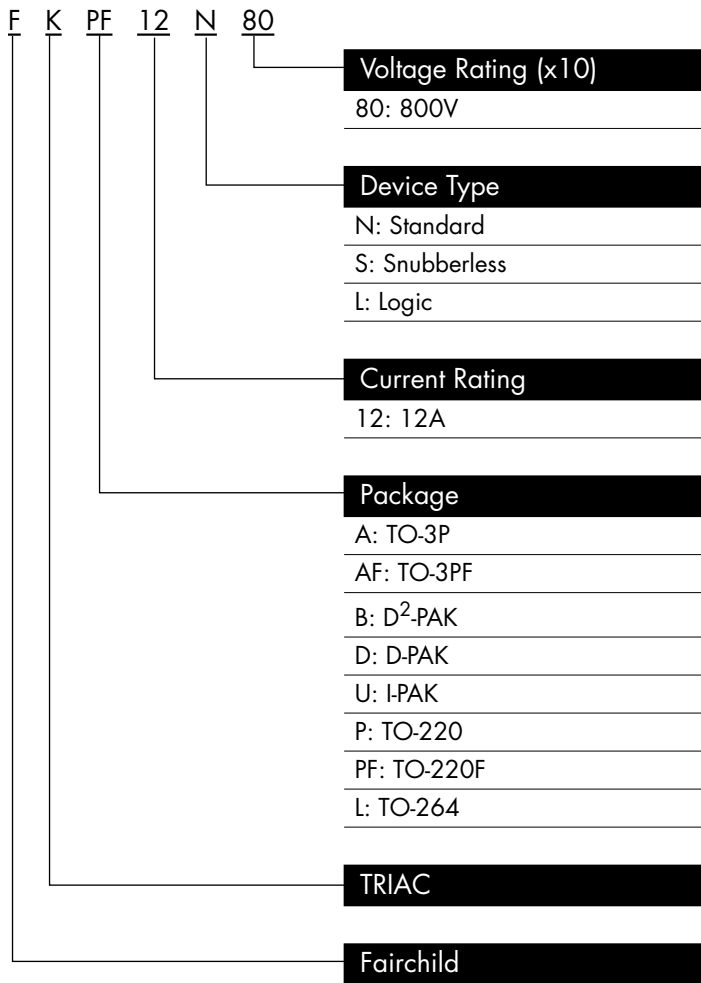 F K PF 12 N 80
Voltage Rating (x10)
80: 800V
Device Type
N: Standard
S: Snubberless
L: Logic
Current Rating
12: 12A
Package
A: TO-3P
AF: TO-3PF
B: D²-PAK
D: D-PAK
U: I-PAK
P: TO-220
PF: TO-220F
L: TO-264
TRIAC
Fairchild